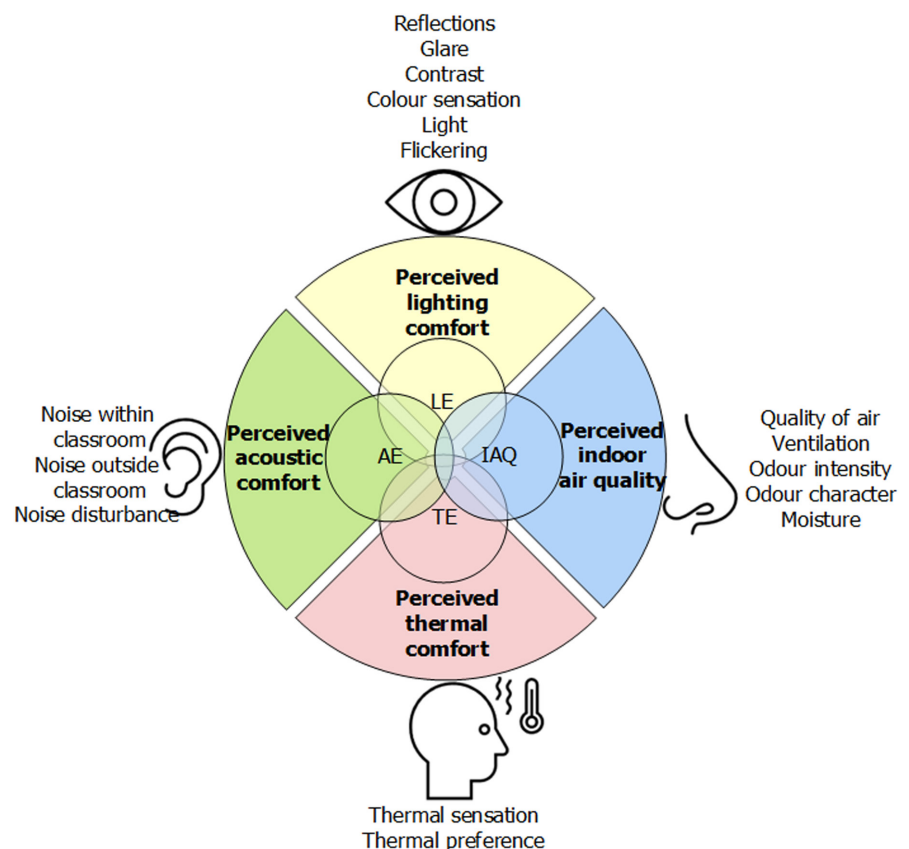 Reflections
Glare
Contrast
Colour sensation
Light
Flickering
Perceived
lighting
comfort
LE
Noise within
classroom
Noise outside
classroom
Noise disturbance
Perceived
acoustic
comfort
AE
IAQ
Perceived
indoor
air quality
Quality of air
Ventilation
Odour intensity
Odour character
Moisture
TE
Perceived
thermal
comfort
Thermal sensation
Thermal preference